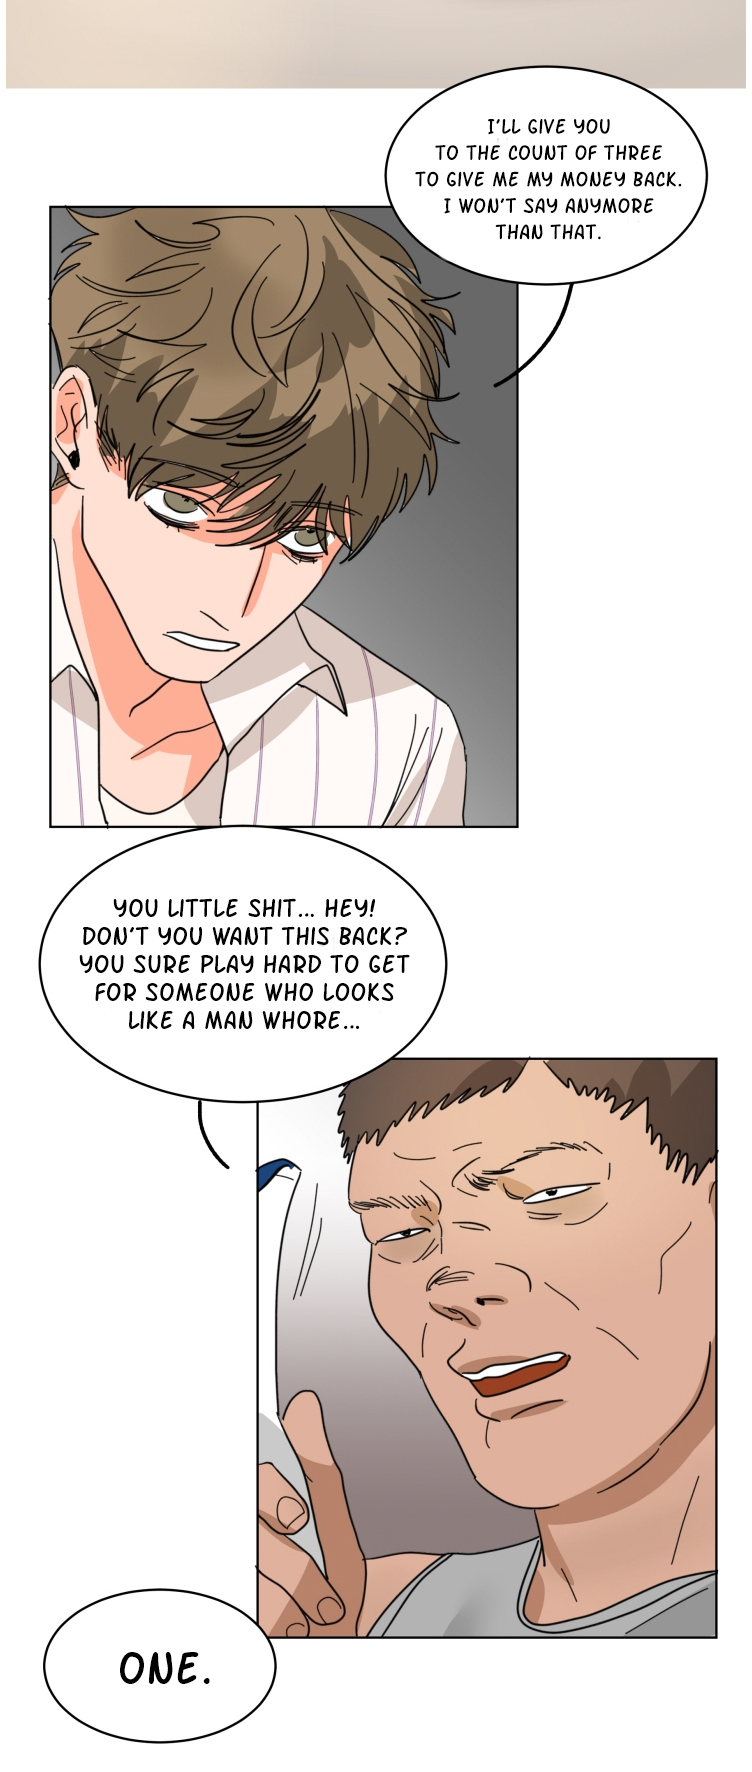 I'LL GIVE YOU
TO THE COUNT OF THREE
TO GIVE ME MY MONEY BACK.
I WON'T SAY ANYMORE
THAN THAT.
YOU LITTLE SHIT... HEY!
DON'T YOU WANT THIS BACK?
YOU SURE PLAY HARD TO GET
FOR SOMEONE WHO LOOKS
LIKE A MAN WHORE...
ONE.